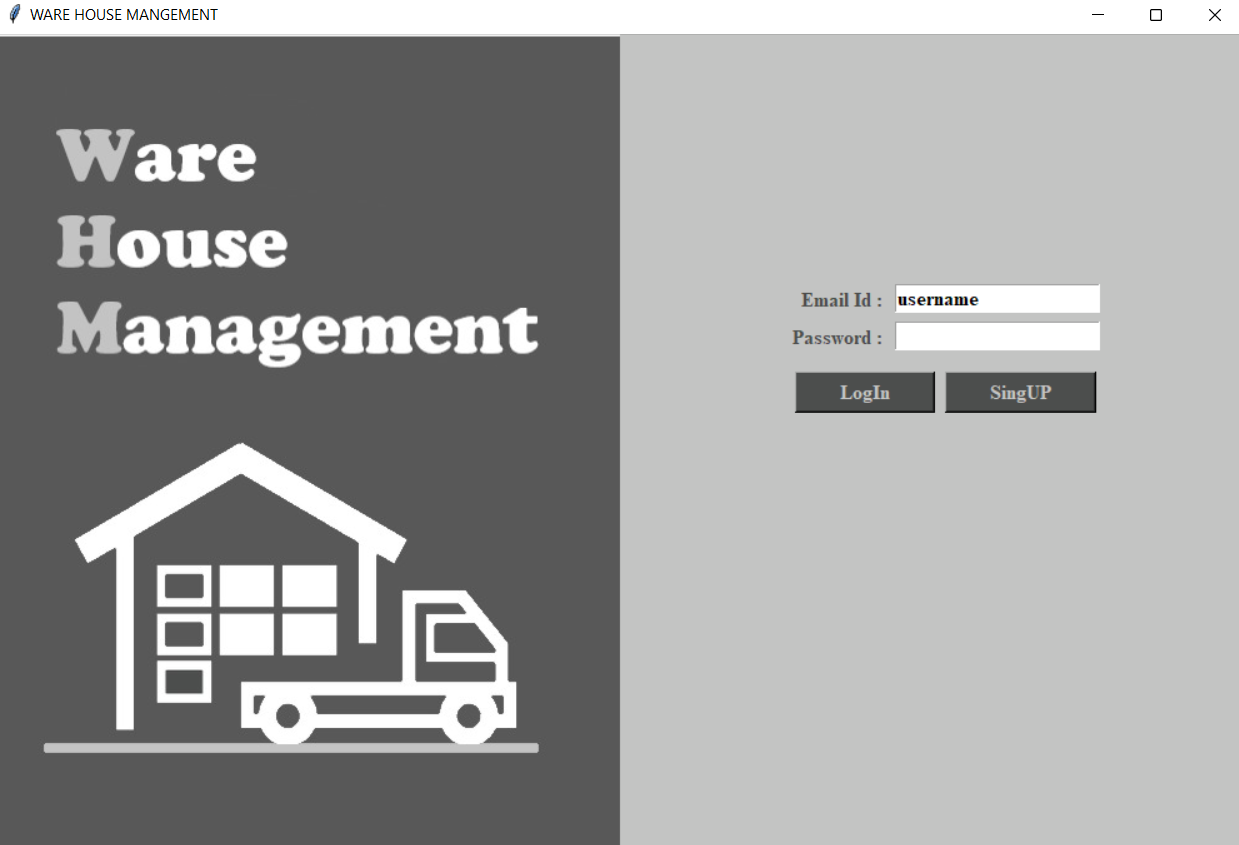 WARE HOUSE MANGEMENT
Ware
House
Management
Email Id : username
Password :
LogIn SingUP